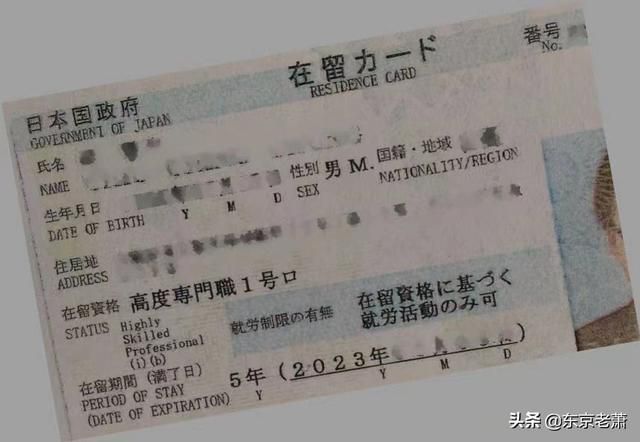 在留カード
RESIDENCE CARD
番号
No.
日本国政府
GOVERNMENT OF JAPAN
氏名
NAME
性別 男 M.
SEX
国籍・地域
NATIONALITY/REGION
生年月日
DATE OF BIRTH
Y M D
住居地
ADDRESS
在留資格 高度専門職1号ロ
STATUS Highly
Skilled
Professional
(i)(b)
就労制限の有無
在留資格に基づく
就労活動のみ可
在留期間(満了日)
PERIOD OF STAY
(DATE OF EXPIRATION)
5年(2023年
Y Y M D
头条 @东京老萧